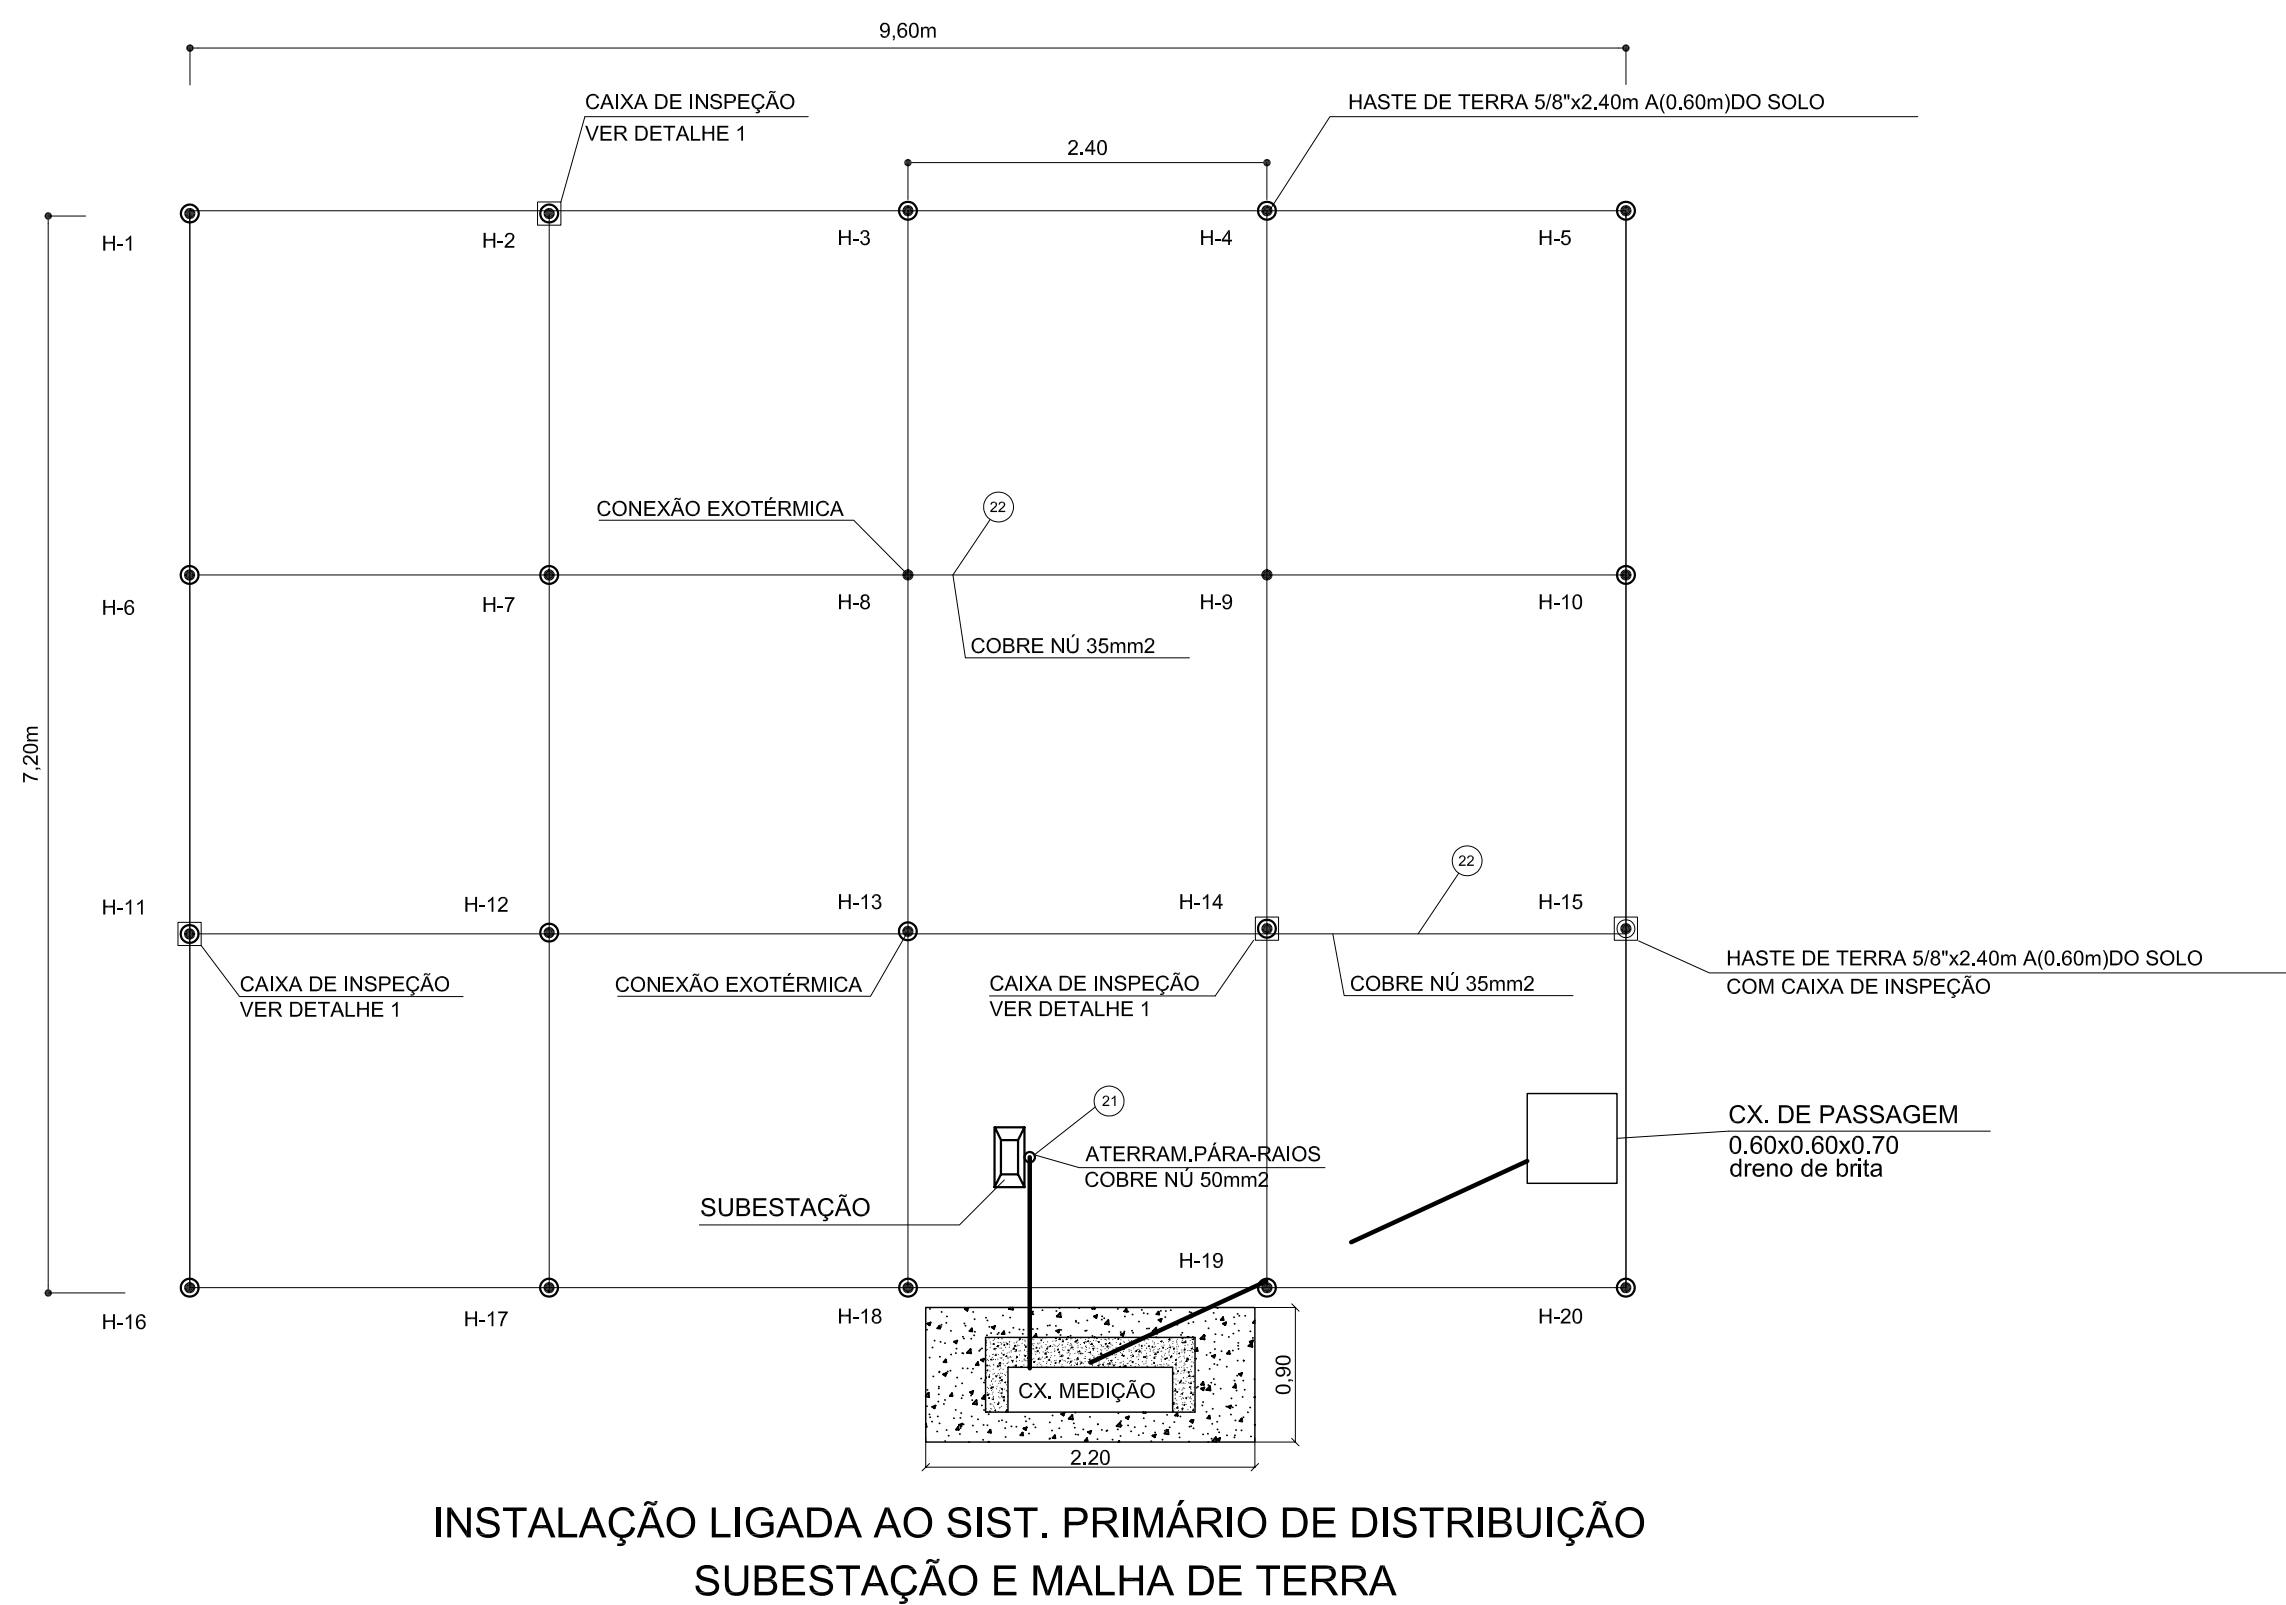 9,60m
CAIXA DE INSPEÇÃO
VER DETALHE 1
HASTE DE TERRA 5/8"x2.40m A(0.60m)DO SOLO
2.40
H-1
H-2
H-3
H-4
H-5
CONEXÃO EXOTÉRMICA
22
H-6
H-7
H-8
H-9
H-10
COBRE NÚ 35mm2
7,20m
22
H-11
H-12
H-13
H-14
H-15
CAIXA DE INSPEÇÃO
VER DETALHE 1
CONEXÃO EXOTÉRMICA
CAIXA DE INSPEÇÃO
VER DETALHE 1
COBRE NÚ 35mm2
HASTE DE TERRA 5/8"x2.40m A(0.60m)DO SOLO
COM CAIXA DE INSPEÇÃO
21
ATERRAM.PÁRA-RAIOS
COBRE NÚ 50mm2
CX. DE PASSAGEM
0.60x0.60x0.70
dreno de brita
SUBESTAÇÃO
H-16
H-17
H-18
H-19
H-20
CX. MEDIÇÃO
0,90
2.20
INSTALAÇÃO LIGADA AO SIST. PRIMÁRIO DE DISTRIBUIÇÃO
SUBESTAÇÃO E MALHA DE TERRA